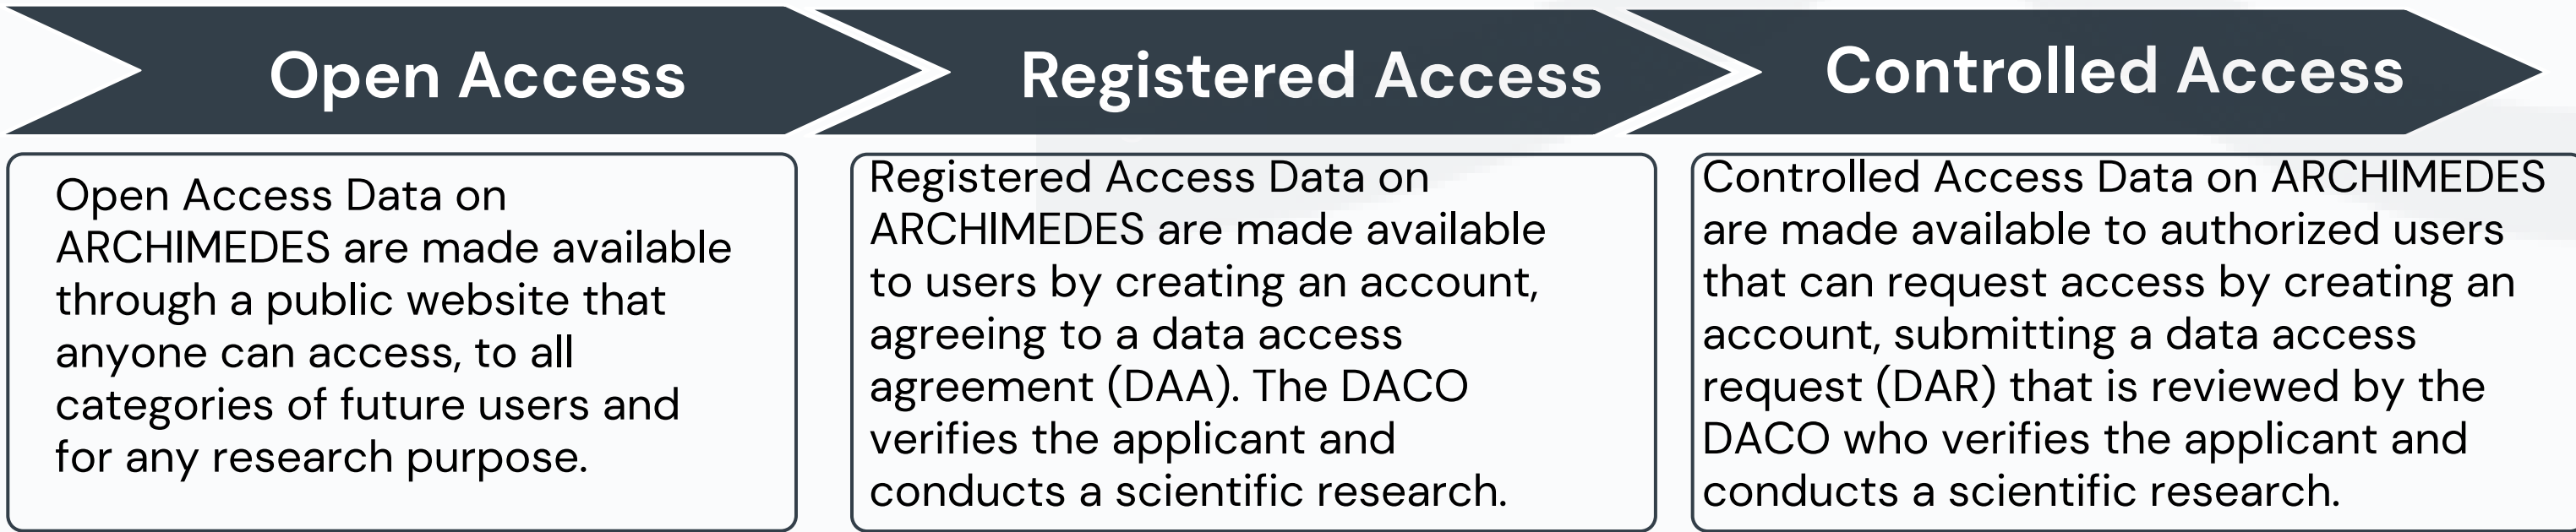 Open Access
Registered Access
Controlled Access
Open Access Data on
ARCHIMEDES are made available
through a public website that
anyone can access, to all
categories of future users and
for any research purpose.
Registered Access Data on
ARCHIMEDES are made available
to users by creating an account,
agreeing to a data access
agreement (DAA). The DACO
verifies the applicant and
conducts a scientific research.
Controlled Access Data on ARCHIMEDES
are made available to authorized users
that can request access by creating an
account, submitting a data access
request (DAR) that is reviewed by the
DACO who verifies the applicant and
conducts a scientific research.